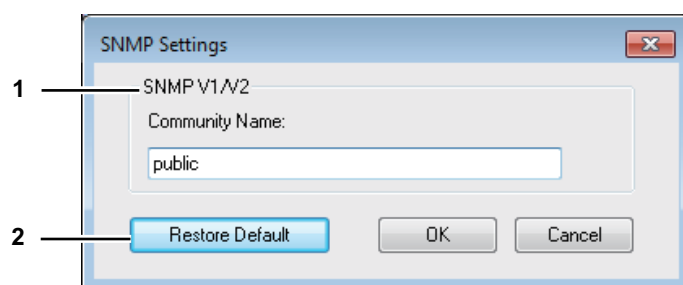 SNMP Settings
1
SNMP V1/V2
Community Name:
public
2
Restore Default
OK
Cancel